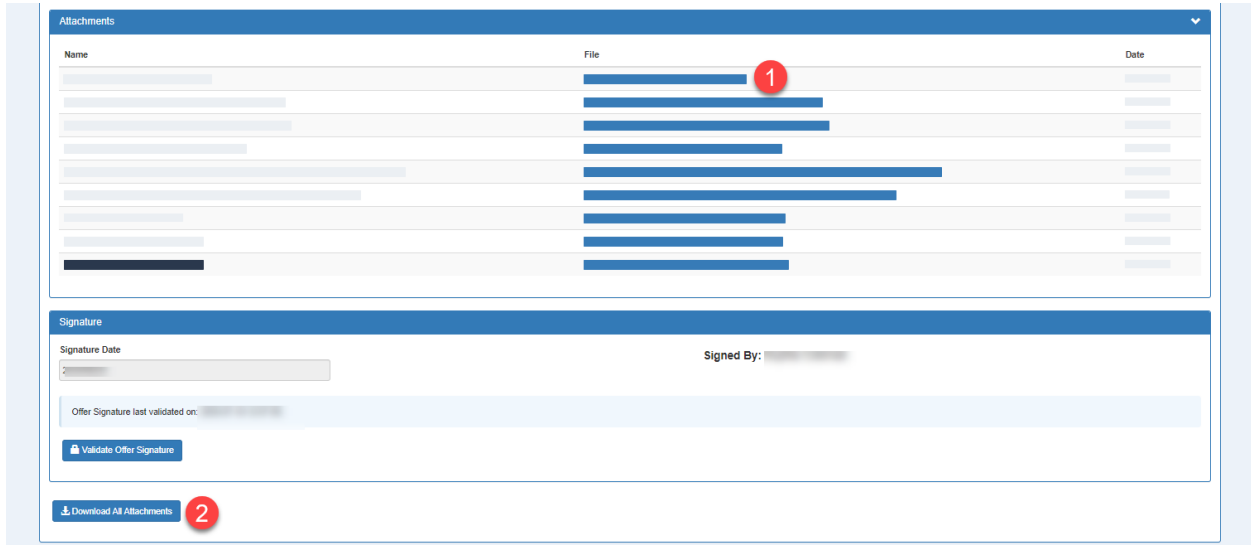 Attachments
Name File Date
1
Signature
Signature Date
Signed By:
Offer Signature last validated on:
Validate Offer Signature
Download All Attachments 2